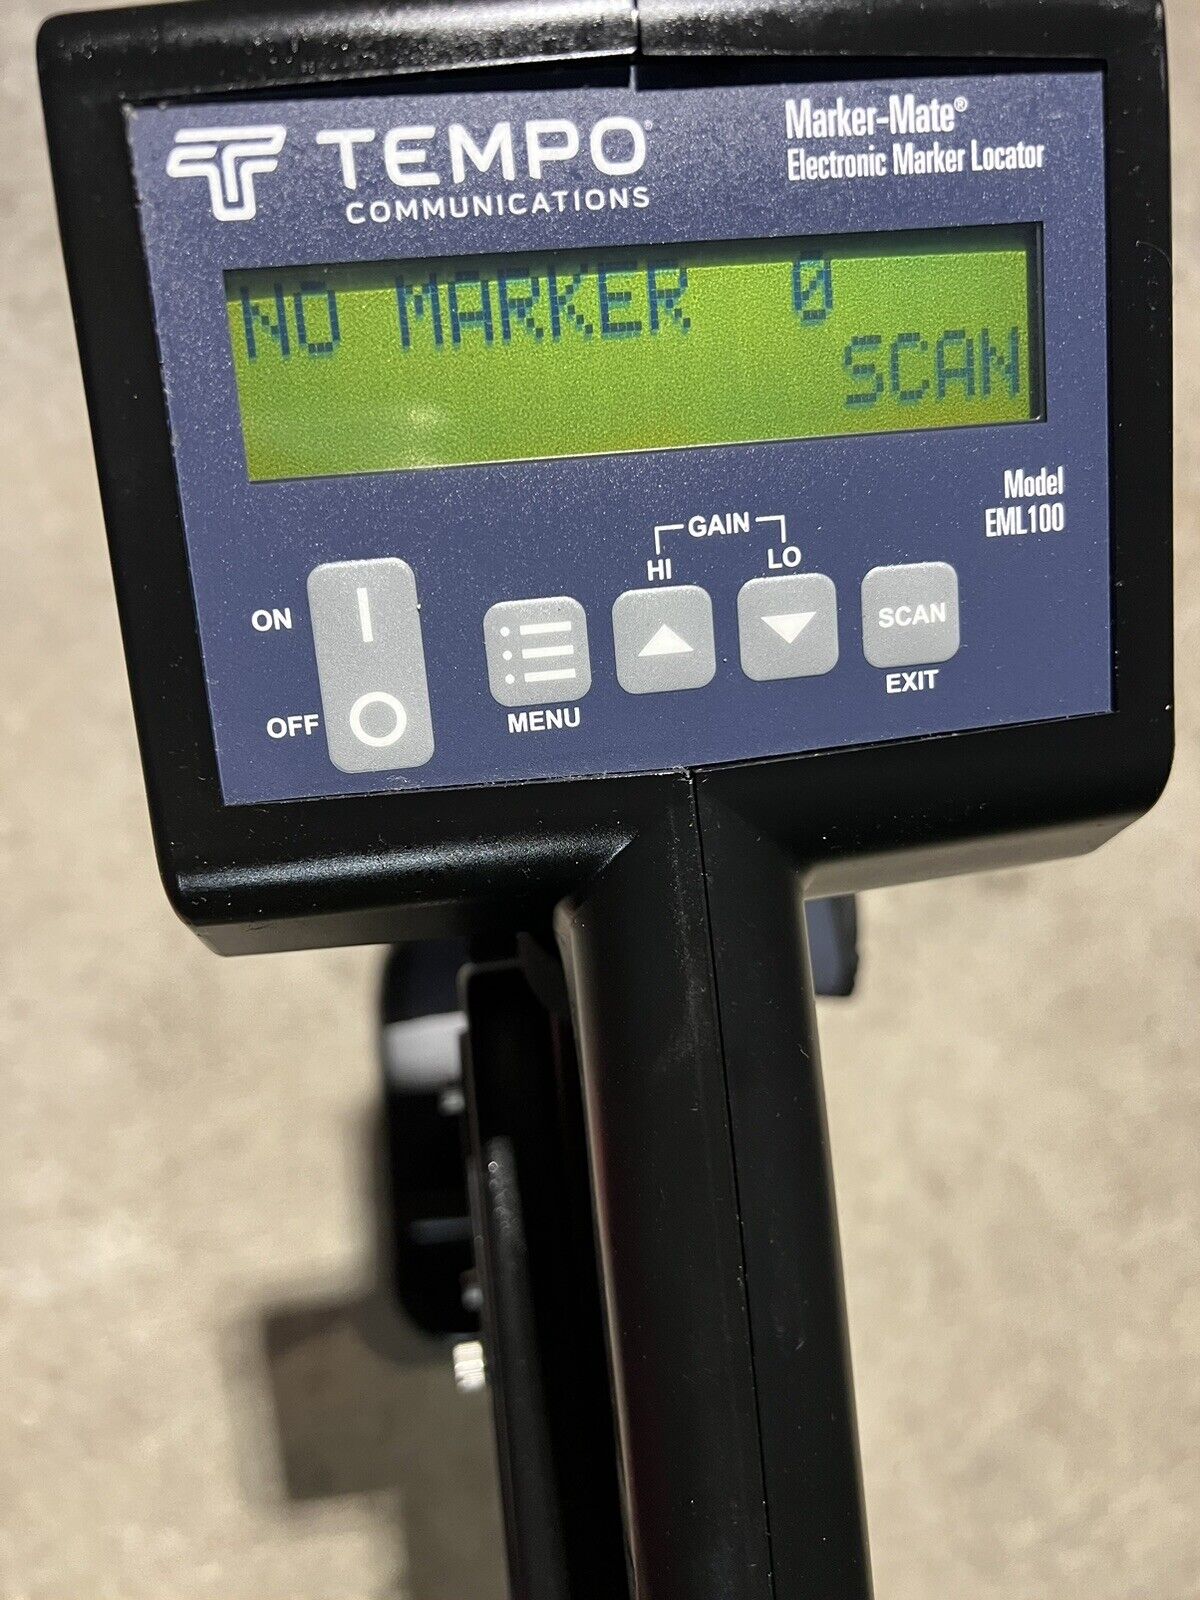 TEMPO
COMMUNICATIONS
Marker-Mate®
Electronic Marker Locator
NO MARKER 0
SCAN
Model
EML100
GAIN
HI LO
ON
OFF
MENU
SCAN
EXIT